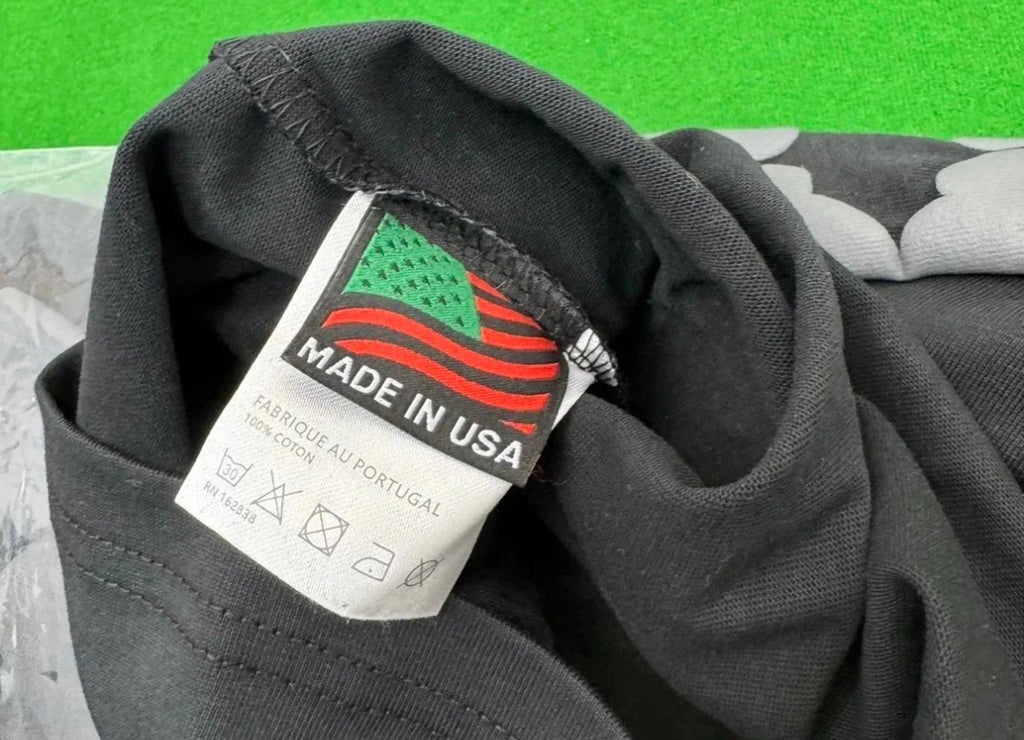 MADE IN USA
FABRIQUE AU PORTUGAL
100% COTON
30
RN 162838